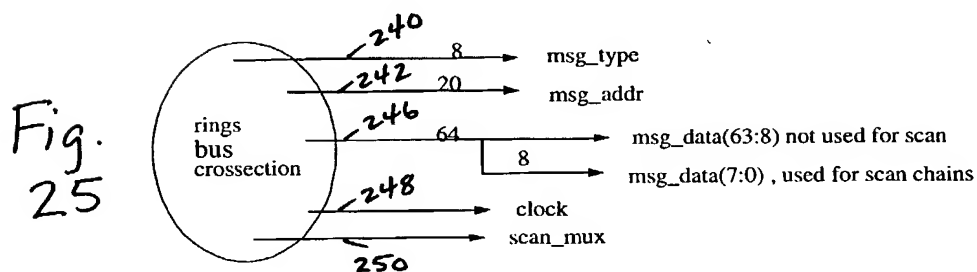 240
8 msg_type
242
20 msg_addr
Fig.
25
rings
bus
crossection
246
64 msg_data(63:8) not used for scan
8 msg_data(7:0) , used for scan chains
248
clock
scan_mux
250